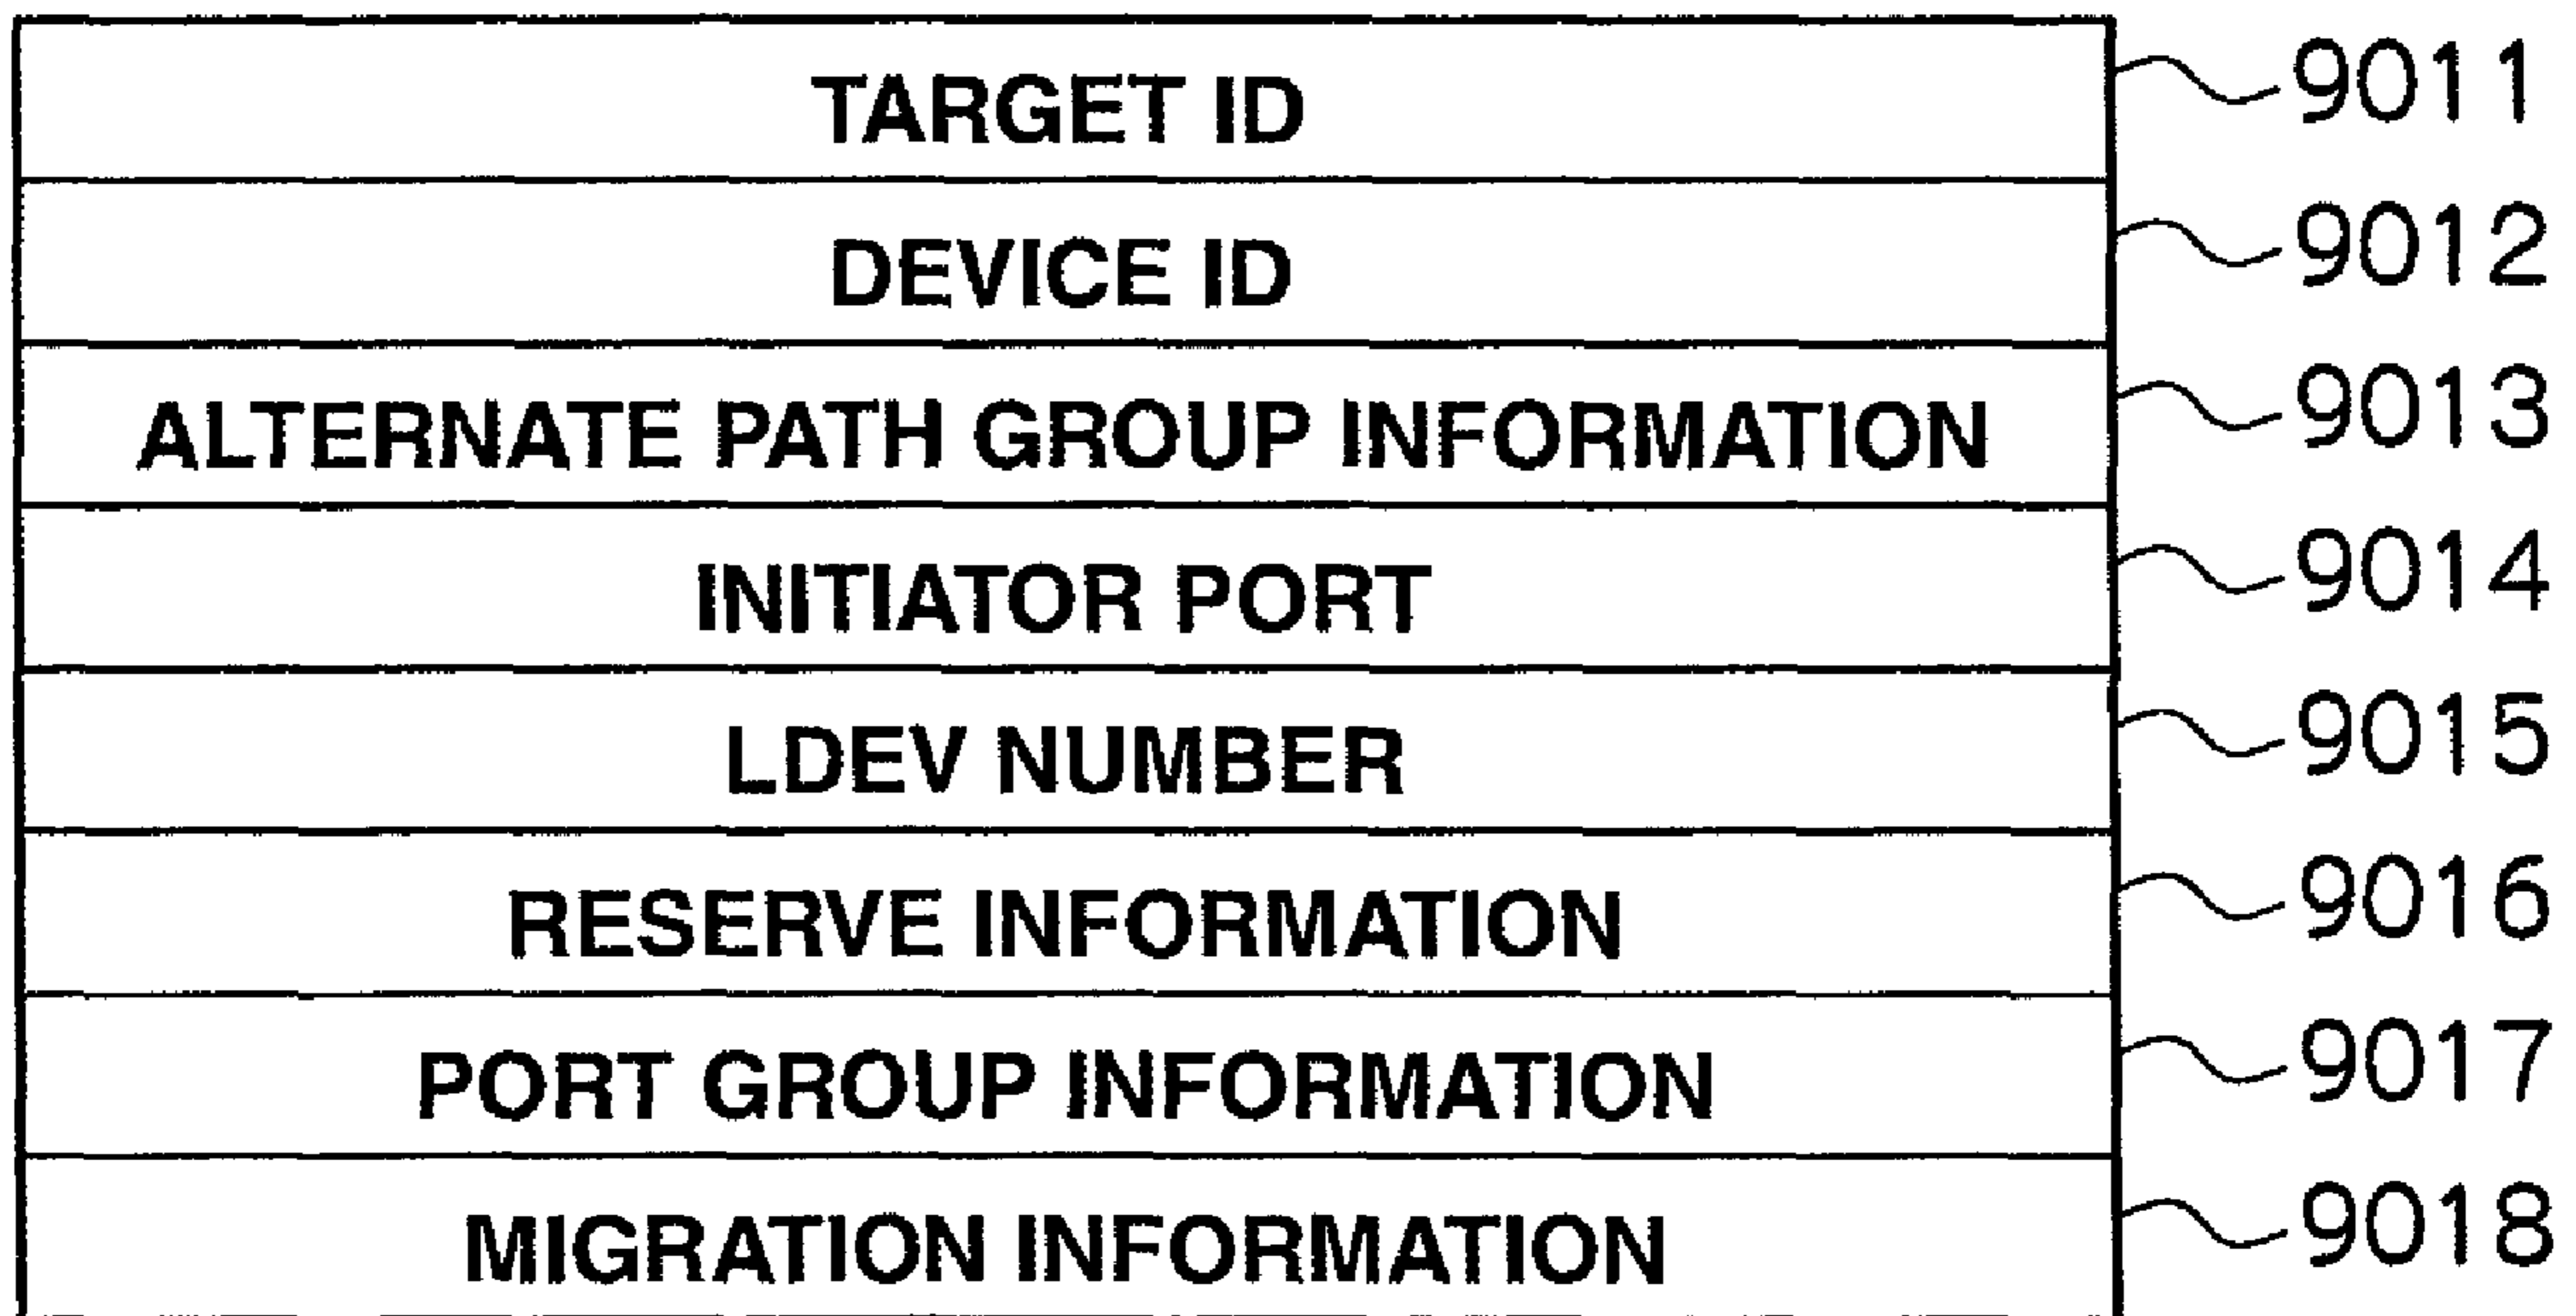 TARGET ID 9011
DEVICE ID 9012
ALTERNATE PATH GROUP INFORMATION 9013
INITIATOR PORT 9014
LDEV NUMBER 9015
RESERVE INFORMATION 9016
PORT GROUP INFORMATION 9017
MIGRATION INFORMATION 9018